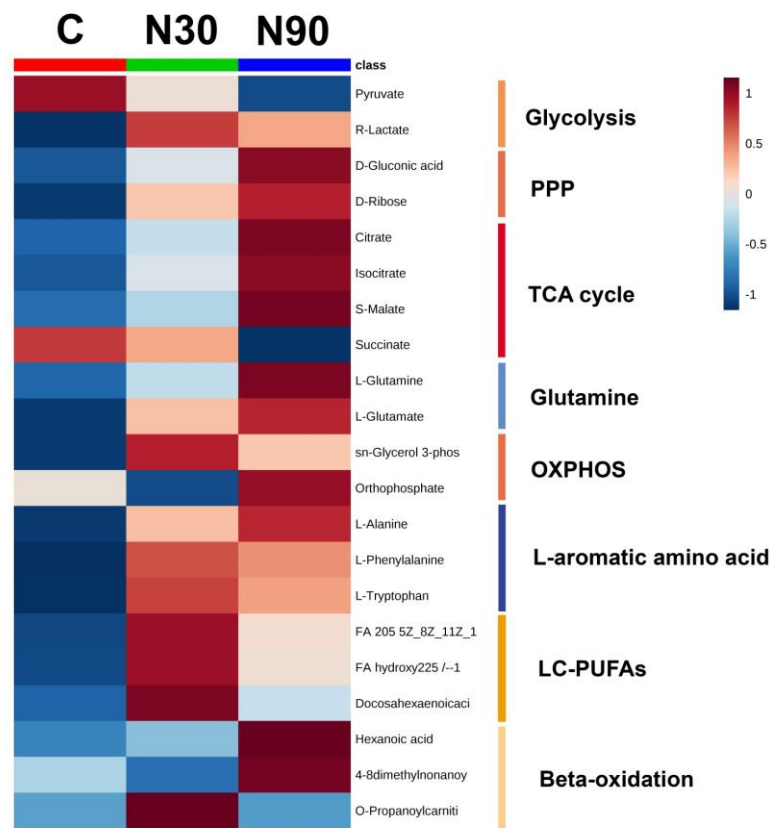 C N30 N90
class
Pyruvate
R-Lactate
Glycolysis
D-Gluconic acid
D-Ribose
PPP
Citrate
Isocitrate
S-Malate
Succinate
TCA cycle
L-Glutamine
L-Glutamate
Glutamine
sn-Glycerol 3-phos
Orthophosphate
OXPHOS
L-Alanine
L-Phenylalanine
L-Tryptophan
L-aromatic amino acid
FA 205 5Z_8Z_11Z_1
FA hydroxy225 /--1
Docosahexaenoicaci
LC-PUFAs
Hexanoic acid
4-8dimethylnonanoy
O-Propanoylcarniti
Beta-oxidation
1
0.5
0
-0.5
-1